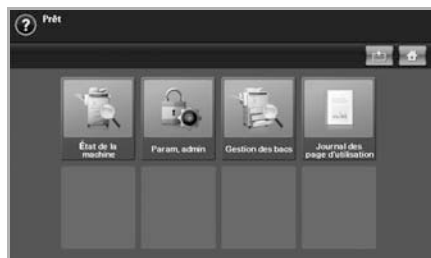 Prêt
État de la
machine
Param, admin
Gestion des bacs
Journal des
page d'utilisation